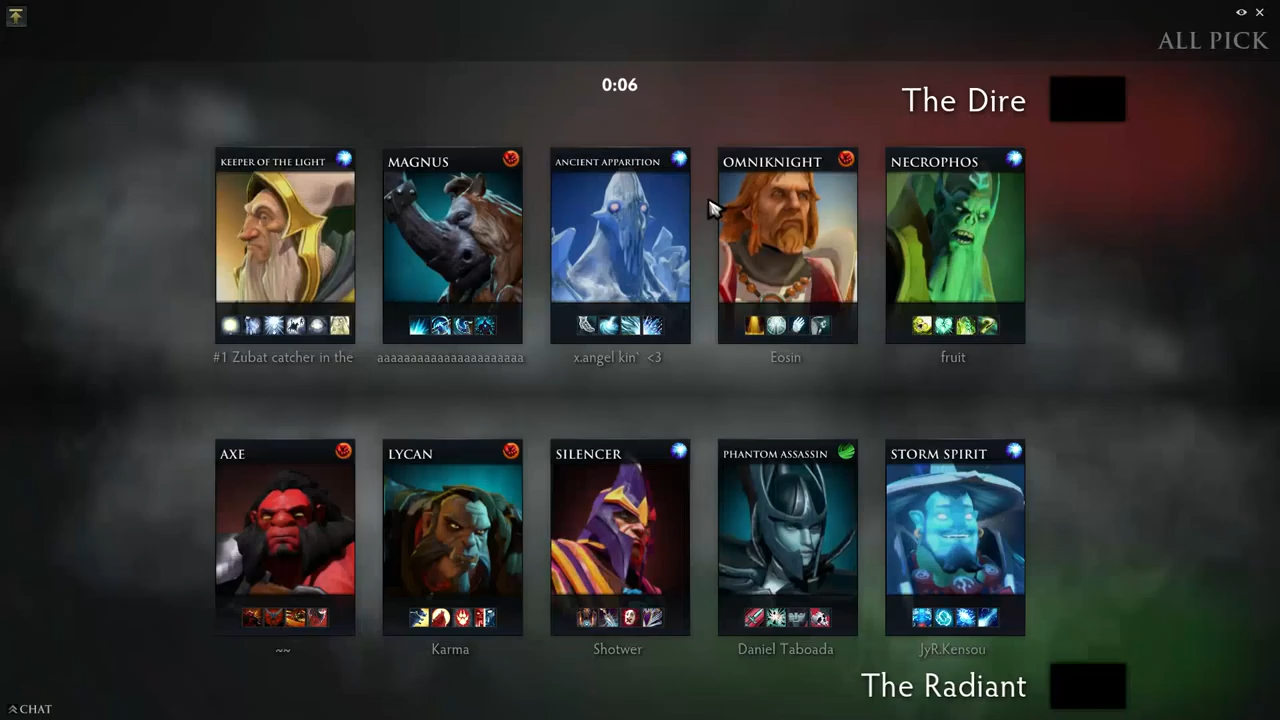 ALL PICK
0:06
The Dire
KEEPER OF THE LIGHT
MAGNUS
ANCIENT APPARITION
OMNIKNIGHT
NECROPHOS
#1 Zubat catcher in the
aaaaaaaaaaaaaaaaaaaaa
x.angel kin` <3
Eosin
fruit
AXE
LYCAN
SILENCER
PHANTOM ASSASSIN
STORM SPIRIT
~~
Karma
Shotwer
Daniel Taboada
JyR.Kensou
The Radiant
CHAT